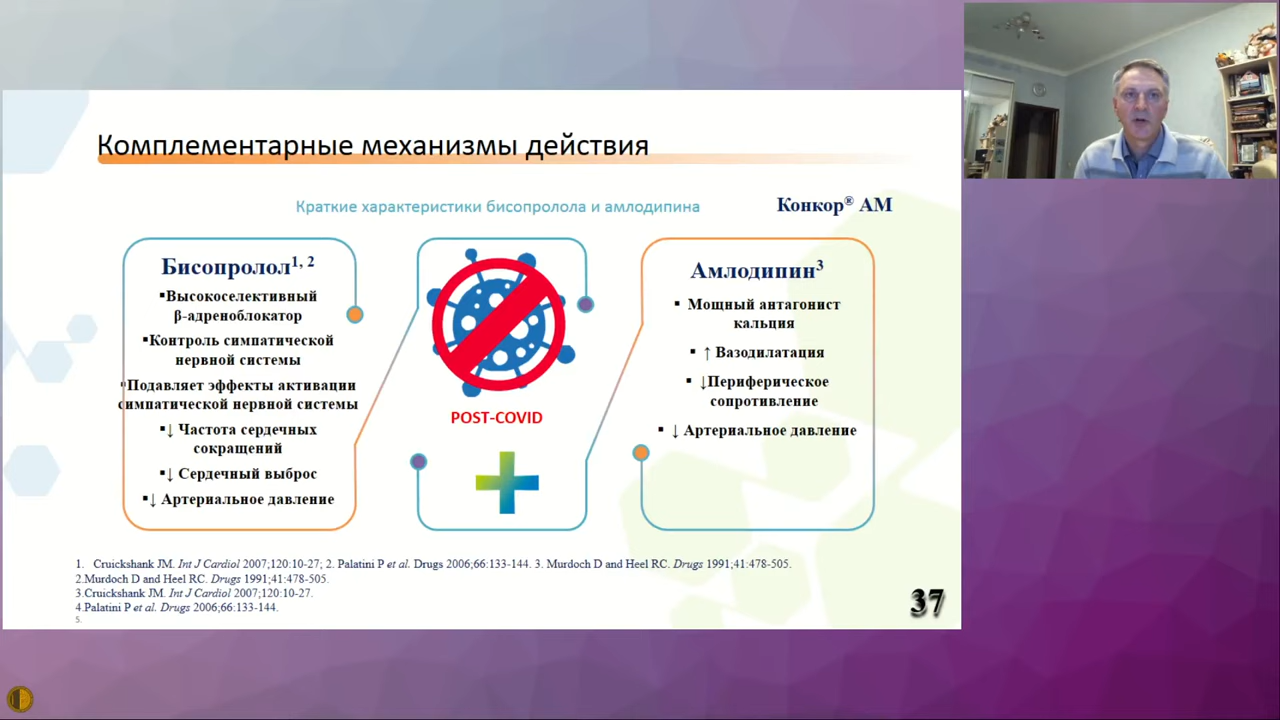 Комплементарные механизмы действия
Краткие характеристики бисопролола и амлодипина
Конкор® АМ
Бисопролол1, 2
▪Высокоселективный
β-адреноблокатор
▪Контроль симпатической
нервной системы
▪Подавляет эффекты активации
симпатической нервной системы
▪↓ Частота сердечных
сокращений
▪↓ Сердечный выброс
▪↓ Артериальное давление
POST-COVID
Амлодипин3
▪ Мощный антагонист
кальция
▪ ↑ Вазодилатация
▪ ↓Периферическое
сопротивление
▪ ↓ Артериальное давление
1. Cruickshank JM. Int J Cardiol 2007;120:10-27; 2. Palatini P et al. Drugs 2006;66:133-144. 3. Murdoch D and Heel RC. Drugs 1991;41:478-505.
2.Murdoch D and Heel RC. Drugs 1991;41:478-505.
3.Cruickshank JM. Int J Cardiol 2007;120:10-27.
4.Palatini P et al. Drugs 2006;66:133-144.
5.
37